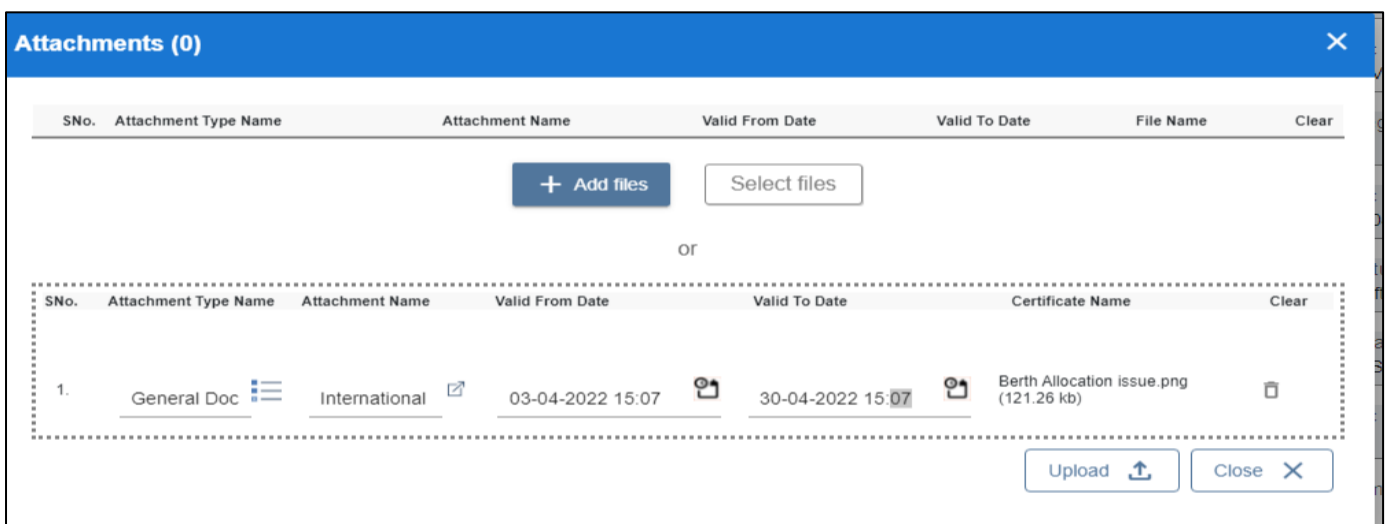 Attachments (0)
SNo. Attachment Type Name Attachment Name Valid From Date Valid To Date File Name Clear
+ Add files Select files
or
SNo. Attachment Type Name Attachment Name Valid From Date Valid To Date Certificate Name Clear
1. General Doc International 03-04-2022 15:07 30-04-2022 15:07 Berth Allocation issue.png
(121.26 kb)
Upload Close